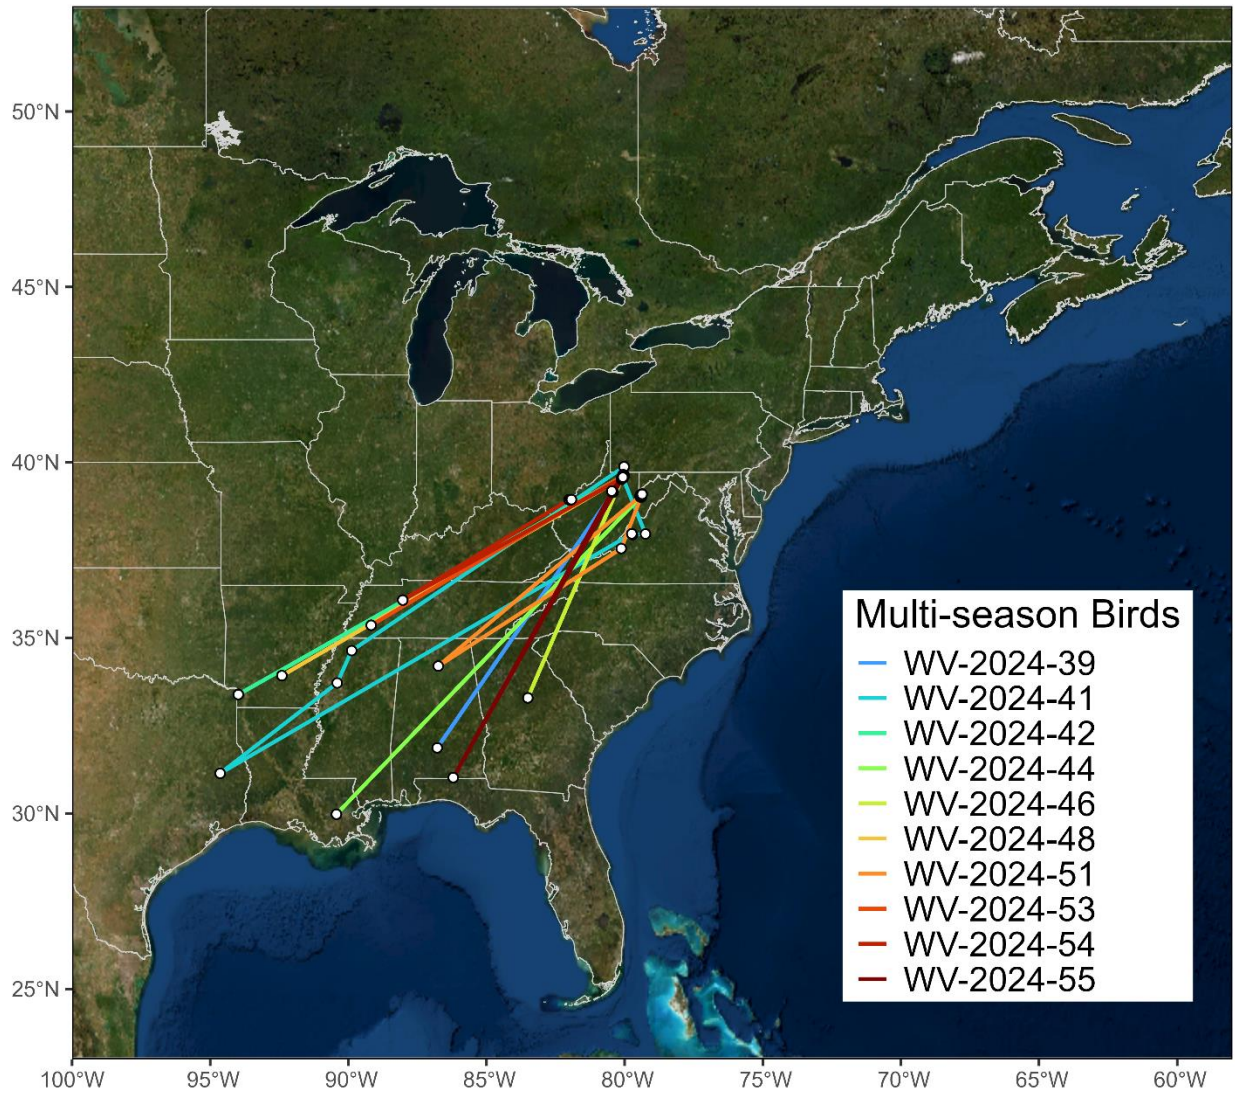 50°N
45°N
40°N
35°N
30°N
25°N
100°W 95°W 90°W 85°W 80°W 75°W 70°W 65°W 60°W
Multi-season Birds
WV-2024-39
WV-2024-41
WV-2024-42
WV-2024-44
WV-2024-46
WV-2024-48
WV-2024-51
WV-2024-53
WV-2024-54
WV-2024-55